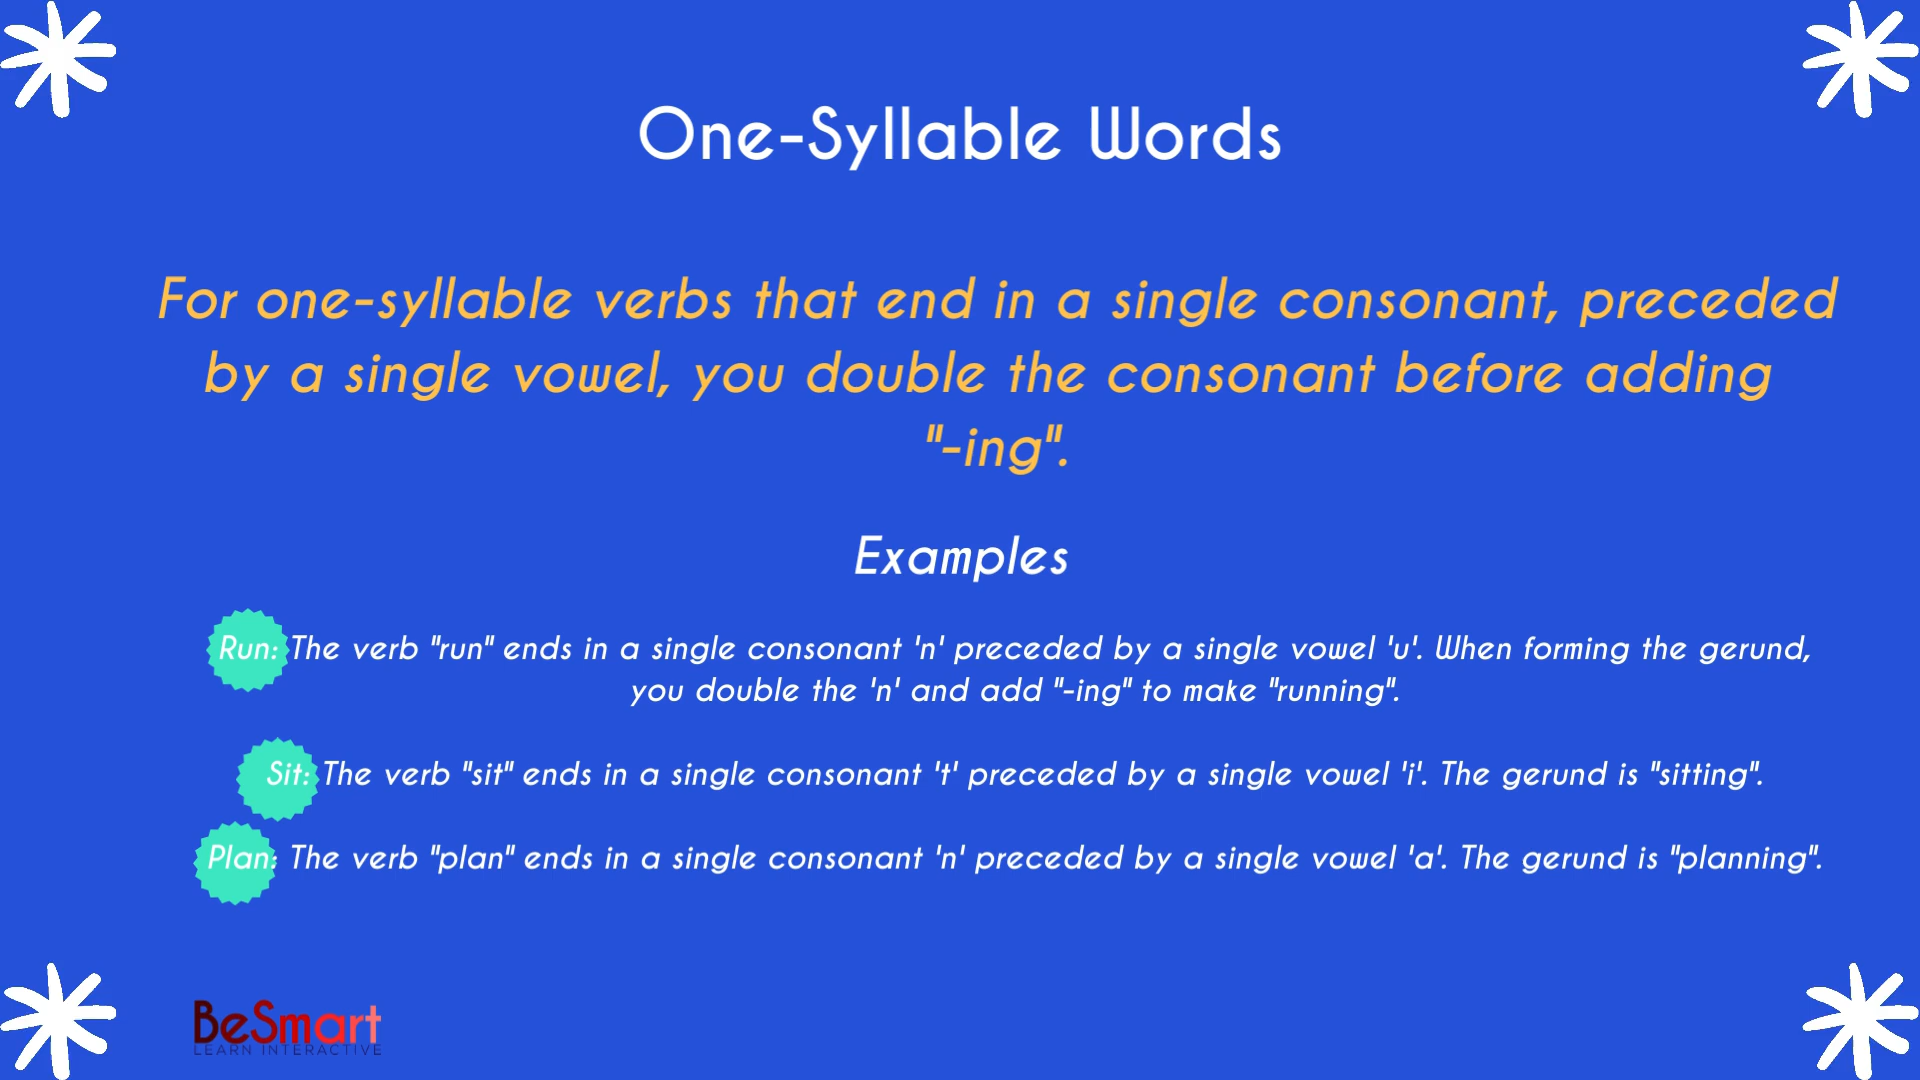 One-Syllable Words
For one-syllable verbs that end in a single consonant, preceded
by a single vowel, you double the consonant before adding
"-ing".
Examples
Run: The verb "run" ends in a single consonant 'n' preceded by a single vowel 'u'. When forming the gerund,
you double the 'n' and add "-ing" to make "running".
Sit: The verb "sit" ends in a single consonant 't' preceded by a single vowel 'i'. The gerund is "sitting".
Plan: The verb "plan" ends in a single consonant 'n' preceded by a single vowel 'a'. The gerund is "planning".
BeSmart
LEARN INTERACTIVE